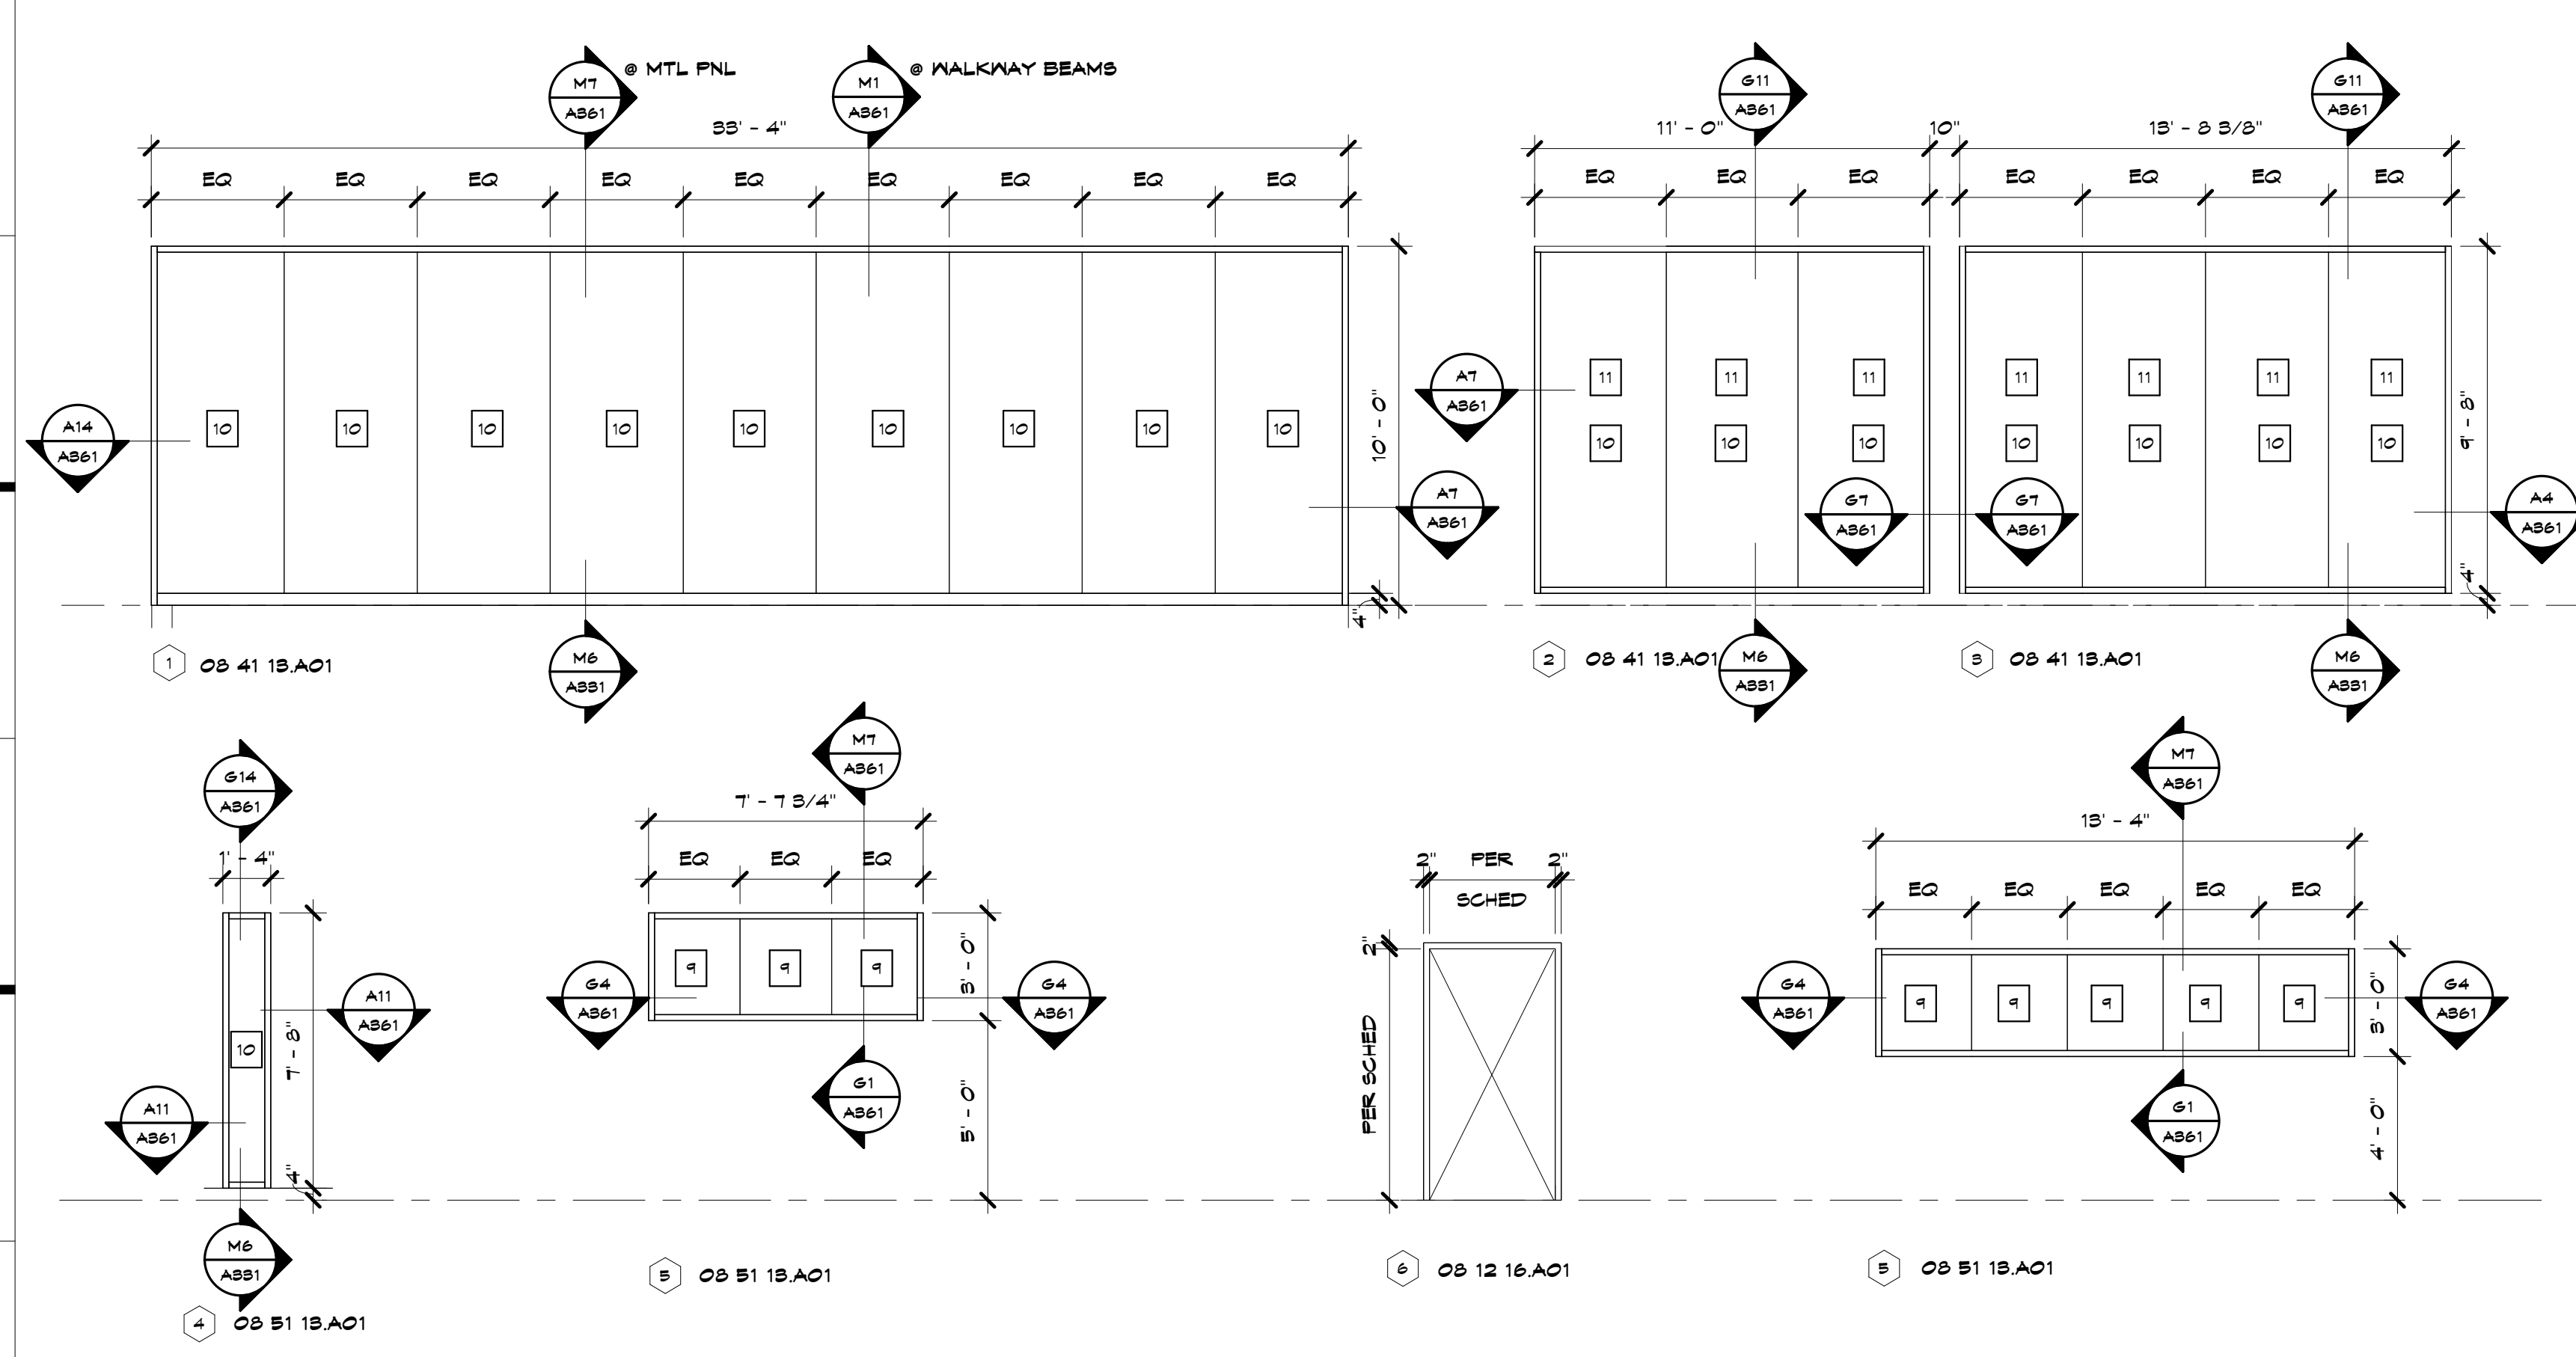 M7
A361
@ MTL PNL
M1
A361
@ WALKWAY BEAMS
G11
A361
G11
A361
33' - 4"
11' - 0"
10"
13' - 8 3/8"
EQ EQ EQ EQ EQ EQ EQ EQ EQ
EQ EQ EQ
EQ EQ EQ EQ
A14
A361
10 10 10 10 10 10 10 10 10
10' - 0"
4"
A7
A361
A7
A361
11 11 11
10 10 10
G7
A361
11 11 11 11
10 10 10 10
G7
A361
9' - 8"
4"
A4
A361
1 08 41 13.A01
M6
A331
2 08 41 13.A01
M6
A331
3 08 41 13.A01
M6
A331
G14
A361
1' - 4"
10
7' - 8"
4"
A11
A361
A11
A361
M6
A331
4 08 51 13.A01
M7
A361
7' - 7 3/4"
EQ EQ EQ
9 9 9
G4
A361
G4
A361
3' - 0"
5' - 0"
G1
A361
5 08 51 13.A01
2" PER 2"
SCHED
2"
PER SCHED
6 08 12 16.A01
M7
A361
13' - 4"
EQ EQ EQ EQ EQ
9 9 9 9 9
G4
A361
G4
A361
3' - 0"
4' - 0"
G1
A361
5 08 51 13.A01